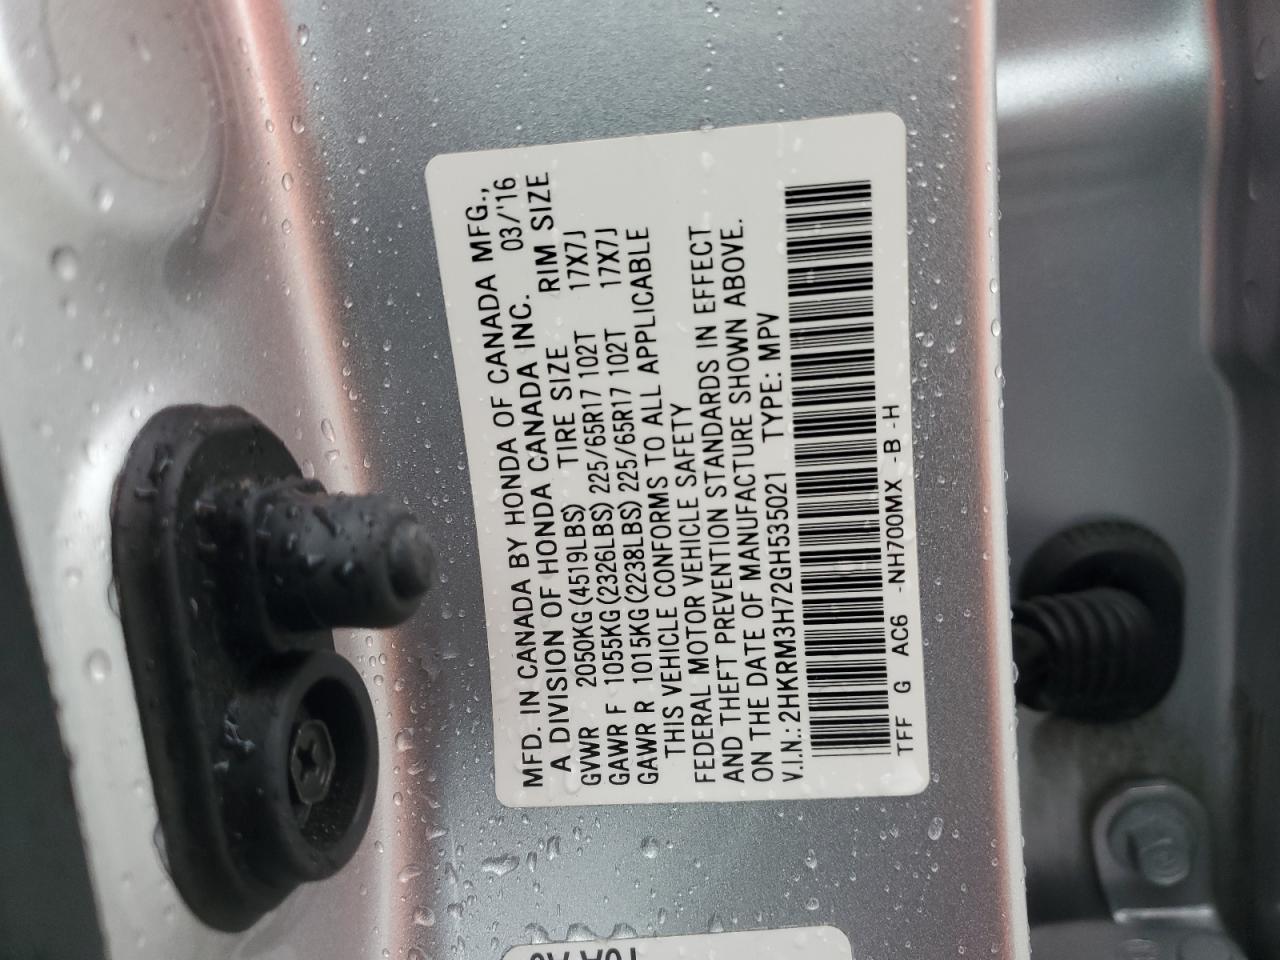 MFD. IN CANADA BY HONDA OF CANADA MFG.,
A DIVISION OF HONDA CANADA INC. 03/'16
TIRE SIZE RIM SIZE
GVWR 2050KG (4519LBS)
GAWR F 1055KG (2326LBS) 225/65R17 102T 17X7J
GAWR R 1015KG (2238LBS) 225/65R17 102T 17X7J
THIS VEHICLE CONFORMS TO ALL APPLICABLE
FEDERAL MOTOR VEHICLE SAFETY
AND THEFT PREVENTION STANDARDS IN EFFECT
ON THE DATE OF MANUFACTURE SHOWN ABOVE.
V.I.N.: 2HKRM3H72GH535021 TYPE: MPV
TFF G AC6 -NH700MX -B -H